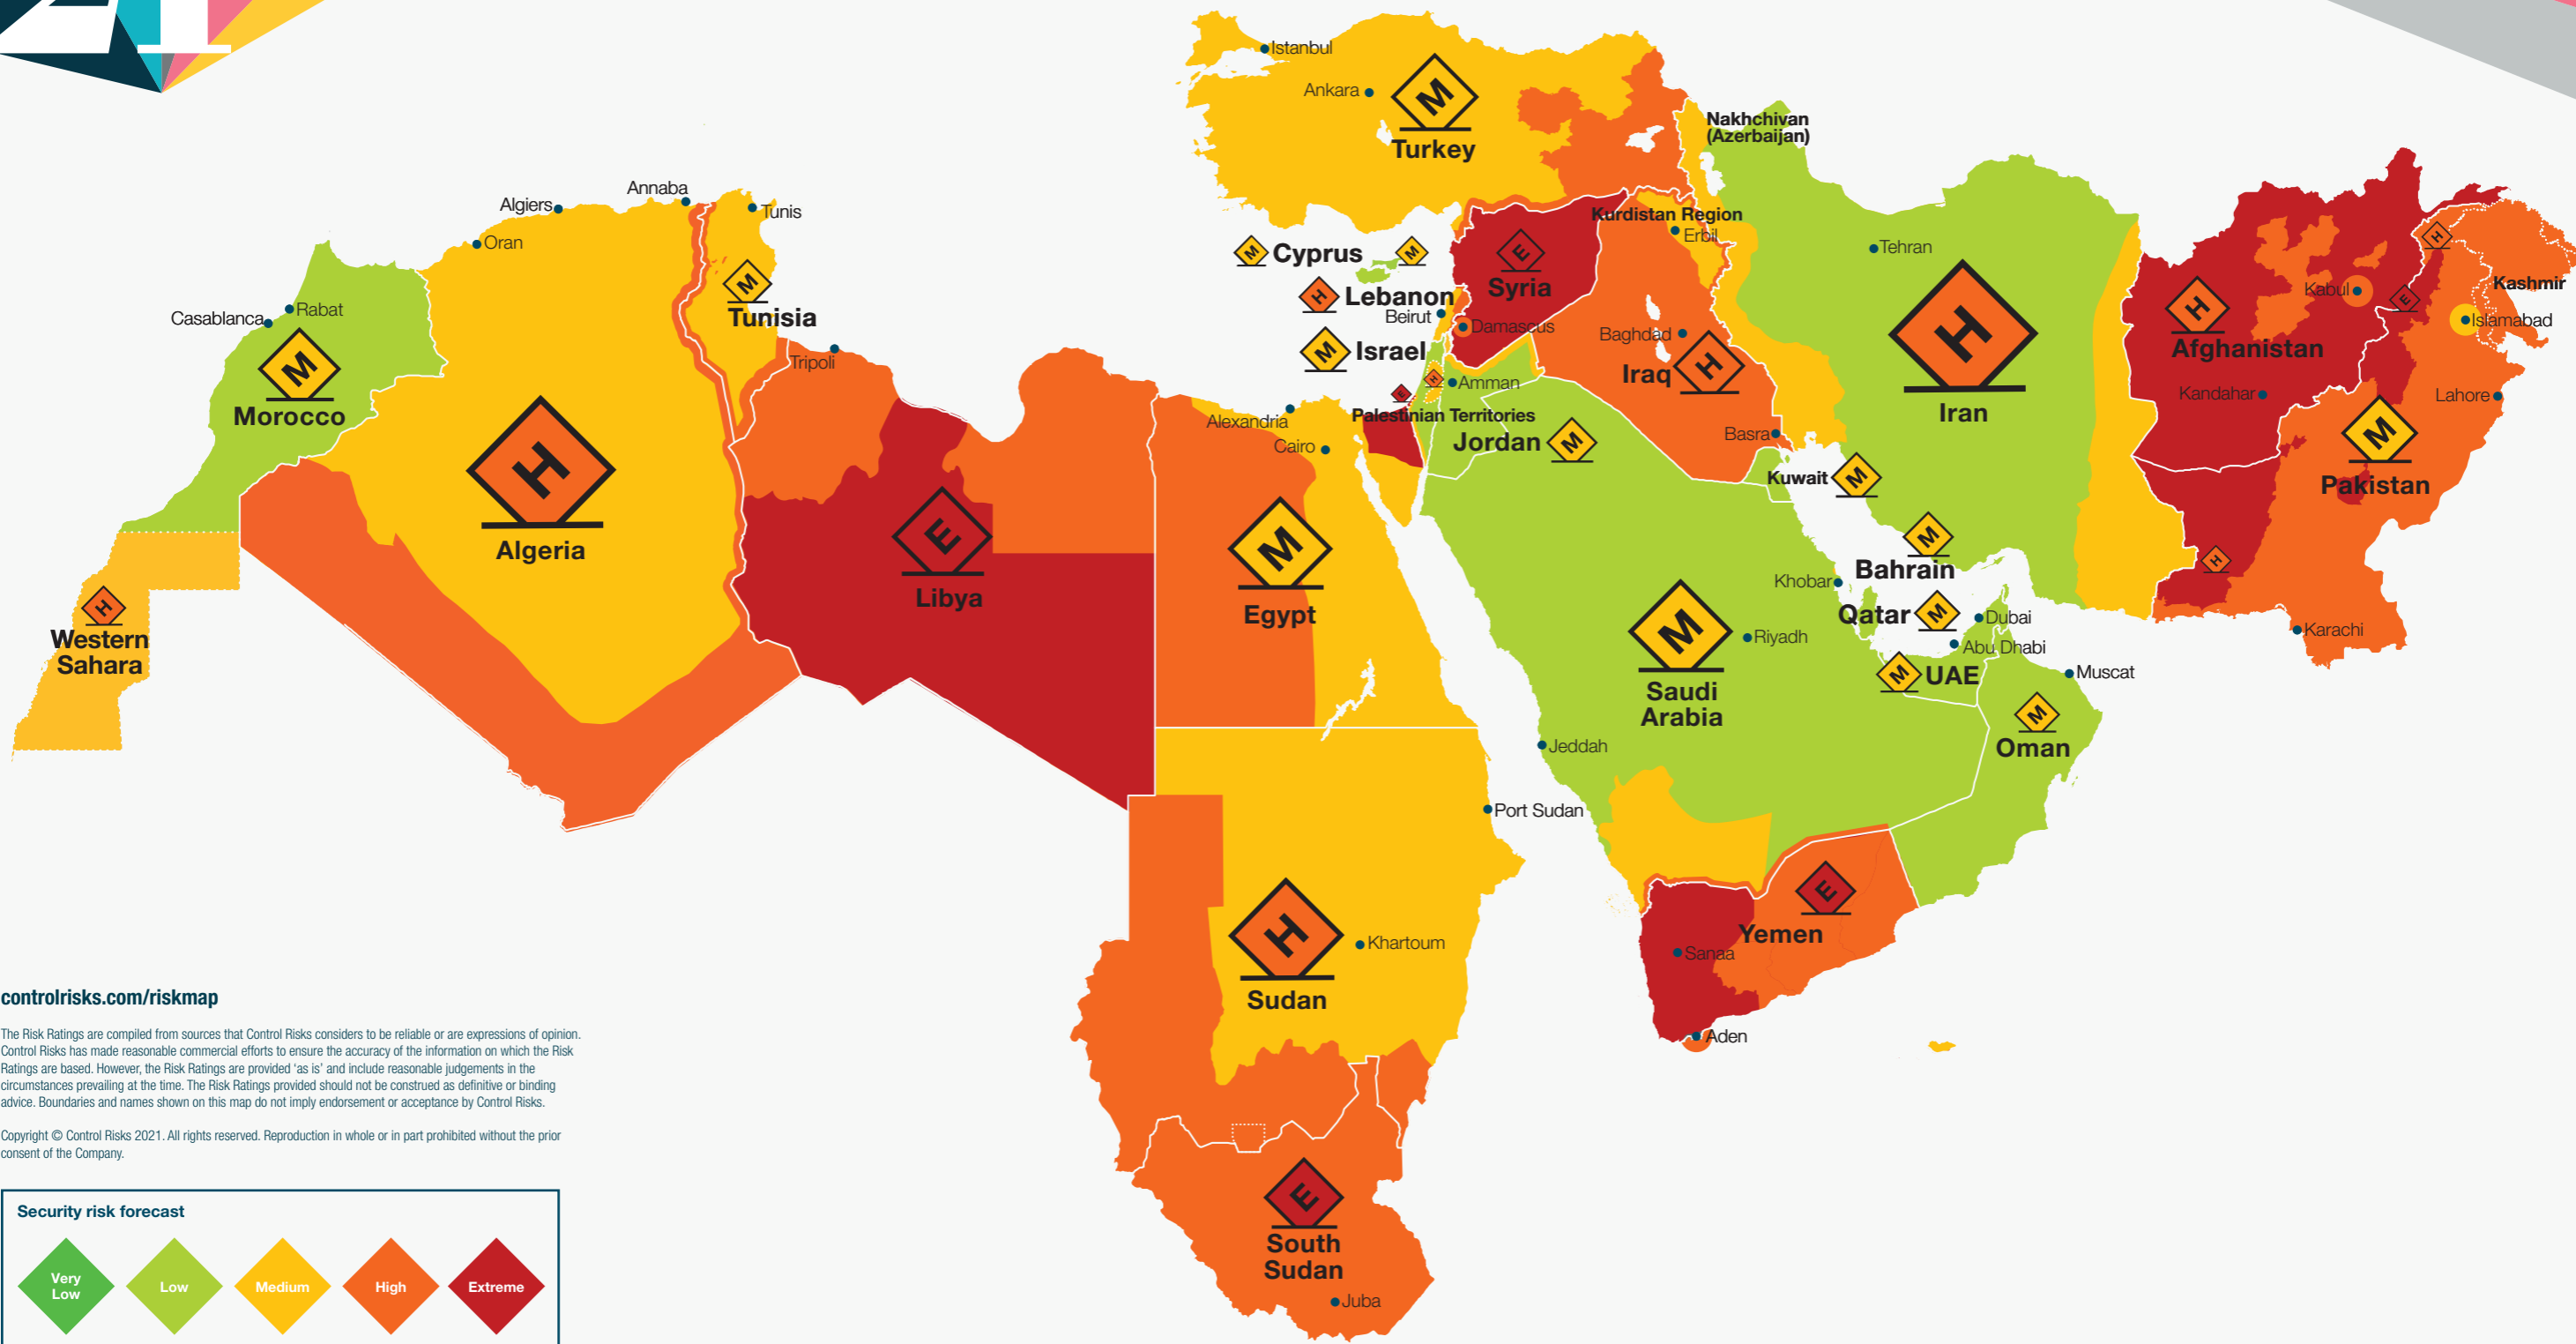 21
Istanbul
Ankara
M
Turkey
Nakhchivan
(Azerbaijan)
Annaba
Algiers
Tunis
Oran
M
Tunisia
Casablanca
Rabat
M
Morocco
Tripoli
H
Algeria
H
Western
Sahara
E
Libya
M
Cyprus
M
H
Lebanon
Beirut
M
Israel
E
Syria
Damascus
Kurdistan Region
Erbil
Tehran
Baghdad
Iraq
H
H
Iran
H
Amman
E
Palestinian Territories
Jordan
M
Alexandria
Cairo
Basra
Kuwait
M
M
Egypt
M
Bahrain
Khobar
Qatar
M
Dubai
Abu Dhabi
M
UAE
Muscat
M
Oman
M
Riyadh
Saudi
Arabia
Jeddah
H
Kashmir
Kabul
E
Islamabad
H
Afghanistan
Kandahar
Lahore
M
Pakistan
H
Karachi
Port Sudan
H
Khartoum
Sudan
E
Yemen
Sanaa
Aden
E
South
Sudan
Juba
controlrisks.com/riskmap
The Risk Ratings are compiled from sources that Control Risks considers to be reliable or are expressions of opinion.
Control Risks has made reasonable commercial efforts to ensure the accuracy of the information on which the Risk
Ratings are based. However, the Risk Ratings are provided ‘as is’ and include reasonable judgements in the
circumstances prevailing at the time. The Risk Ratings provided should not be construed as definitive or binding
advice. Boundaries and names shown on this map do not imply endorsement or acceptance by Control Risks.
Copyright © Control Risks 2021. All rights reserved. Reproduction in whole or in part prohibited without the prior
consent of the Company.
Security risk forecast
Very
Low
Low
Medium
High
Extreme